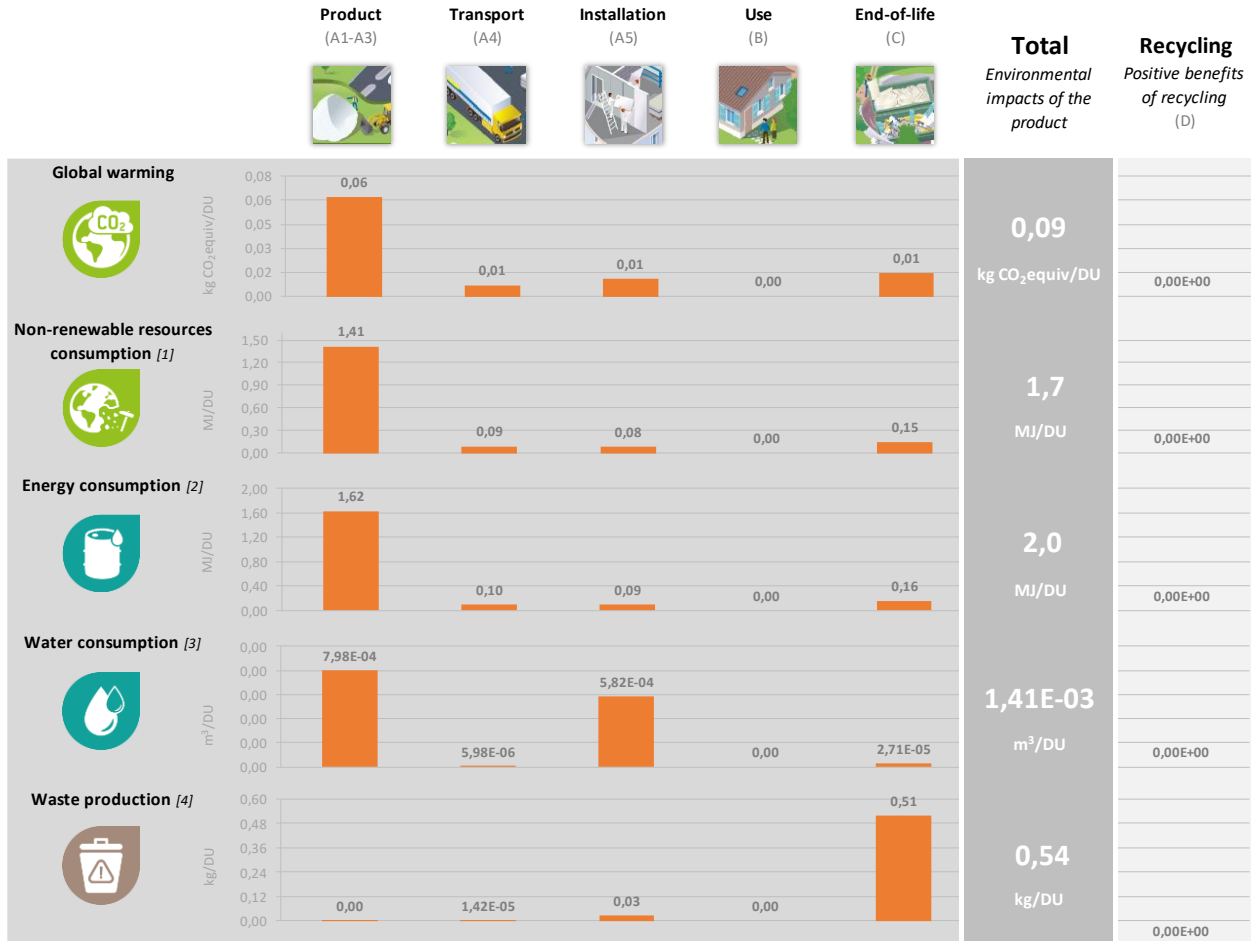 Product
(A1-A3)
Transport
(A4)
Installation
(A5)
Use
(B)
End-of-life
(C)
Total
Environmental
impacts of the
product
Recycling
Positive benefits
of recycling
(D)
Global warming
CO₂
kg CO₂equiv/DU
0,08
0,06
0,05
0,03
0,02
0,00
0,06
0,01
0,01
0,00
0,01
0,09
kg CO₂equiv/DU
0,00E+00
Non-renewable resources
consumption [1]
MJ/DU
1,50
1,20
0,90
0,60
0,30
0,00
1,41
0,09
0,08
0,00
0,15
1,7
MJ/DU
0,00E+00
Energy consumption [2]
MJ/DU
2,00
1,60
1,20
0,80
0,40
0,00
1,62
0,10
0,09
0,00
0,16
2,0
MJ/DU
0,00E+00
Water consumption [3]
m³/DU
0,00
0,00
0,00
0,00
0,00
0,00
7,98E-04
5,98E-06
5,82E-04
0,00
2,71E-05
1,41E-03
m³/DU
0,00E+00
Waste production [4]
kg/DU
0,60
0,48
0,36
0,24
0,12
0,00
0,00
1,42E-05
0,03
0,00
0,51
0,54
kg/DU
0,00E+00